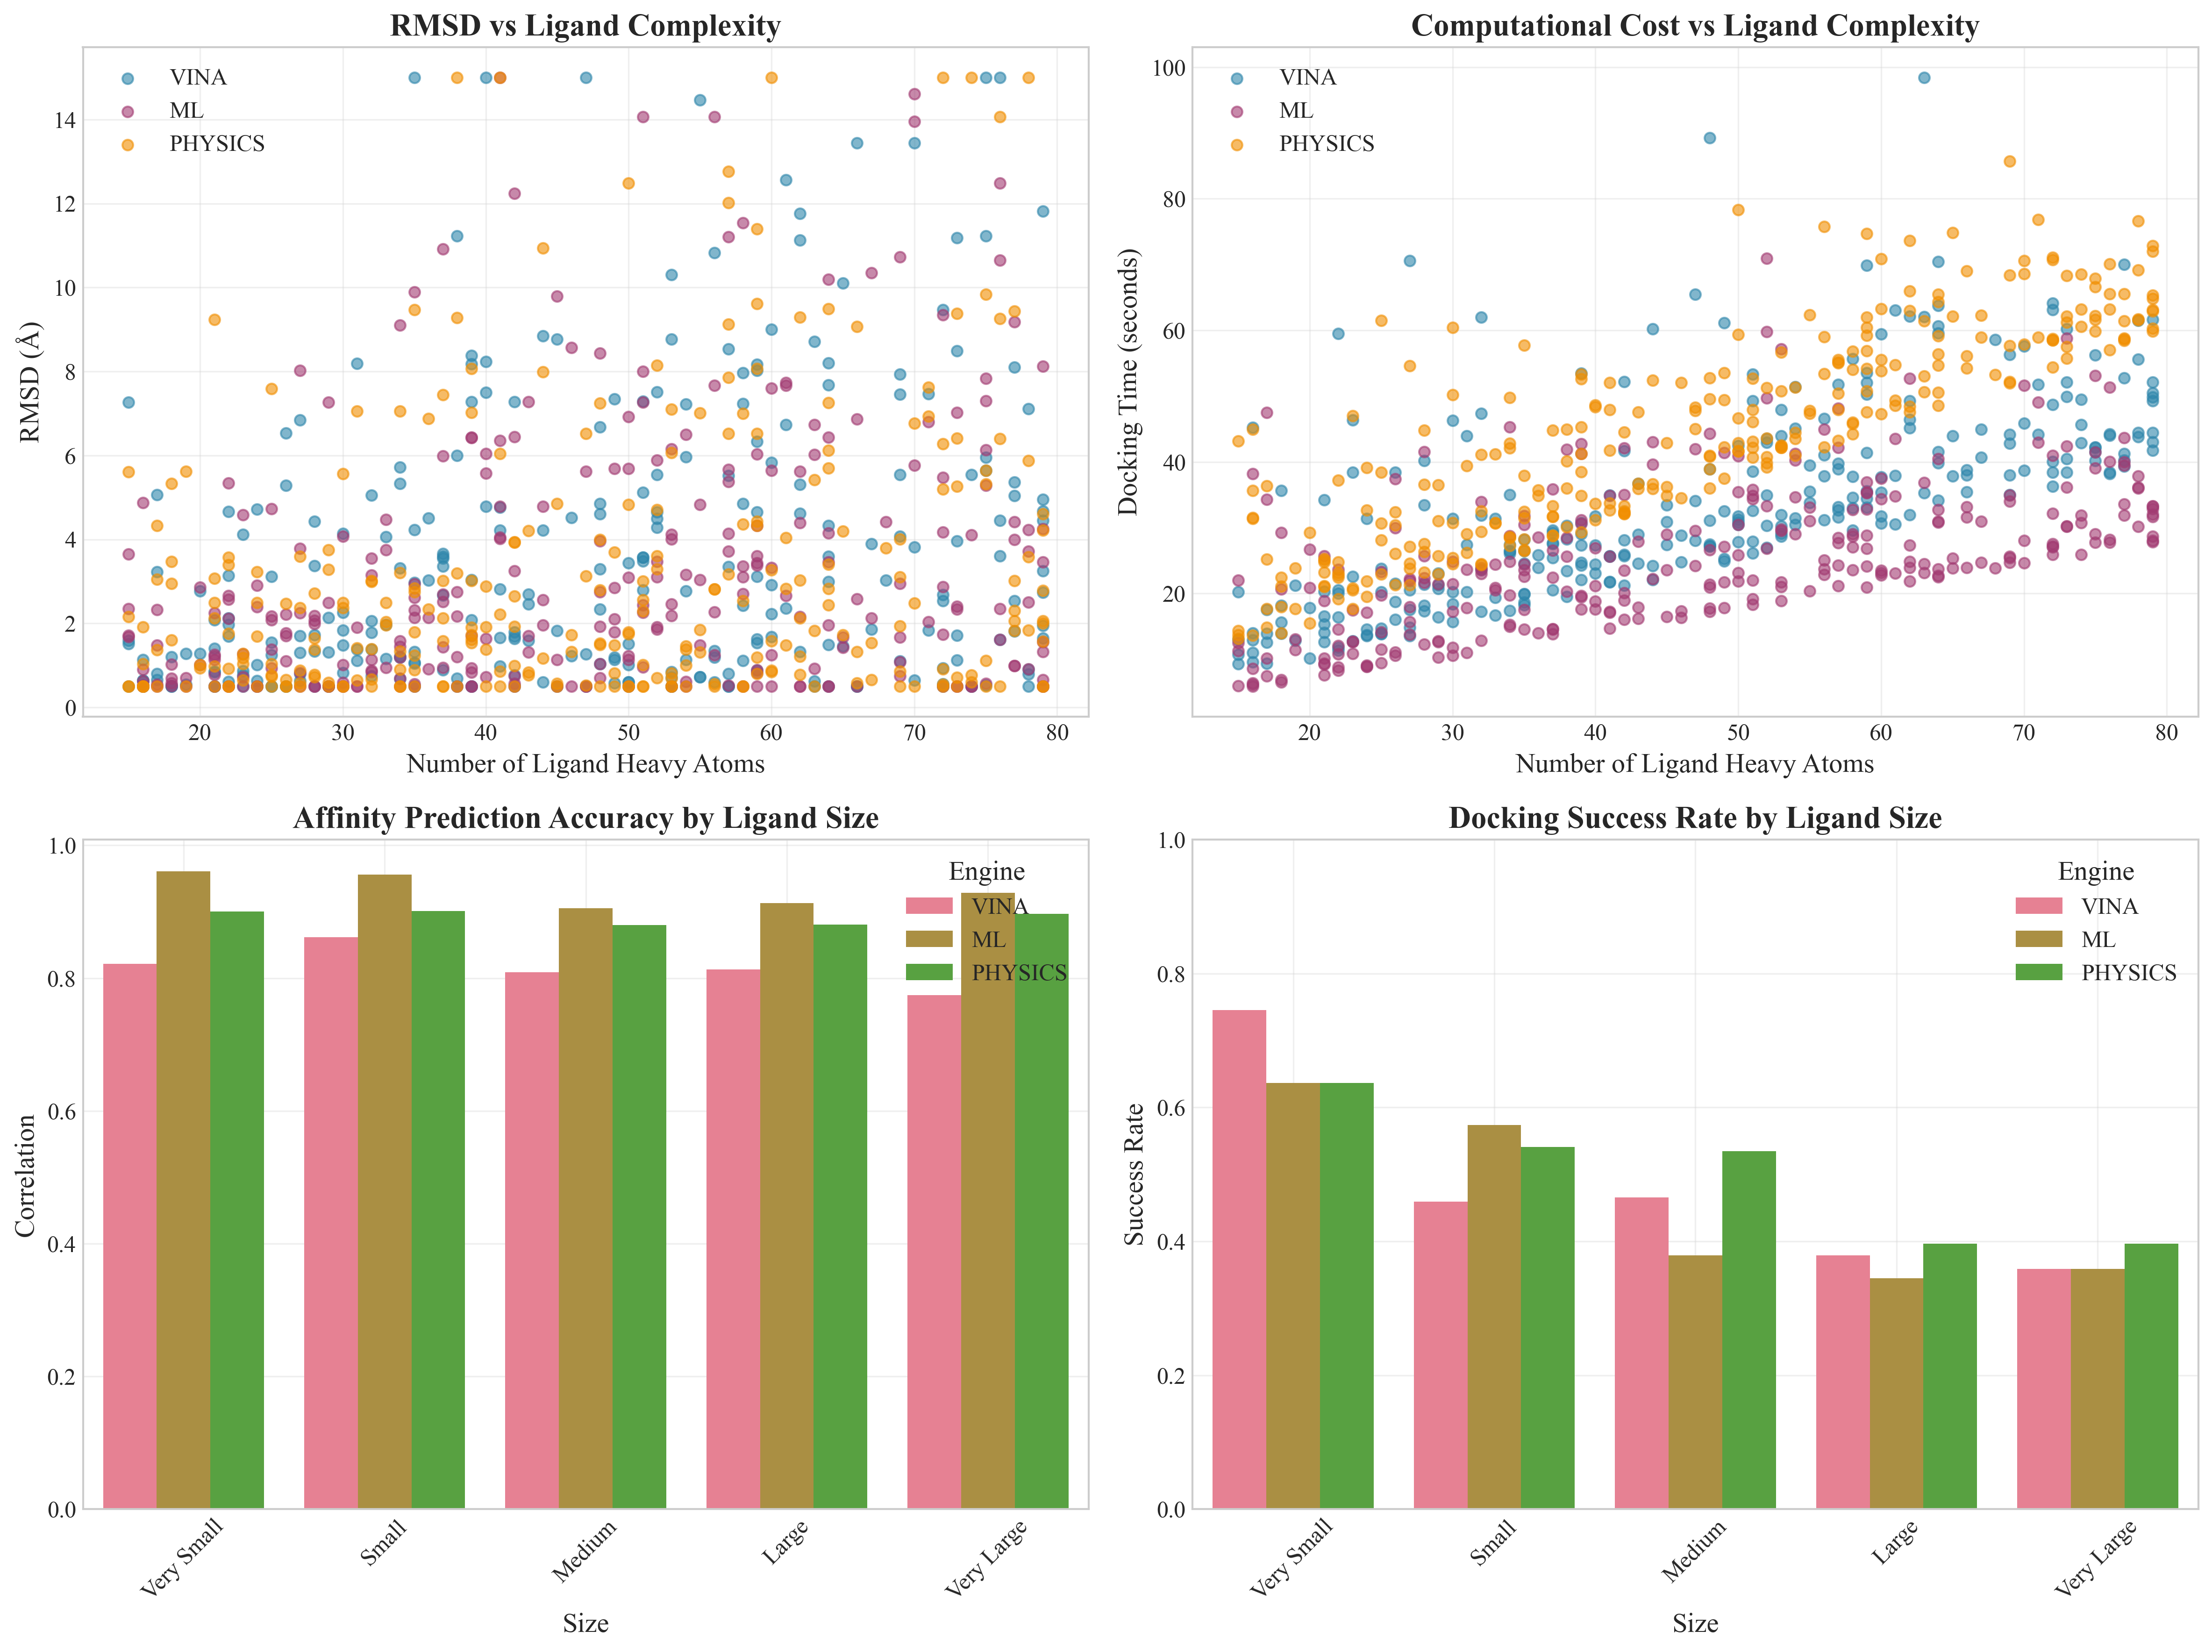 RMSD vs Ligand Complexity
VINA
ML
PHYSICS
14
12
10
8
6
4
2
0
RMSD (Å)
20 30 40 50 60 70 80
Number of Ligand Heavy Atoms
Computational Cost vs Ligand Complexity
VINA
ML
PHYSICS
100
80
60
40
20
Docking Time (seconds)
20 30 40 50 60 70 80
Number of Ligand Heavy Atoms
Affinity Prediction Accuracy by Ligand Size
Engine
VINA
ML
PHYSICS
1.0
0.8
0.6
0.4
0.2
0.0
Correlation
Very Small Small Medium Large Very Large
Size
Docking Success Rate by Ligand Size
Engine
VINA
ML
PHYSICS
1.0
0.8
0.6
0.4
0.2
0.0
Success Rate
Very Small Small Medium Large Very Large
Size